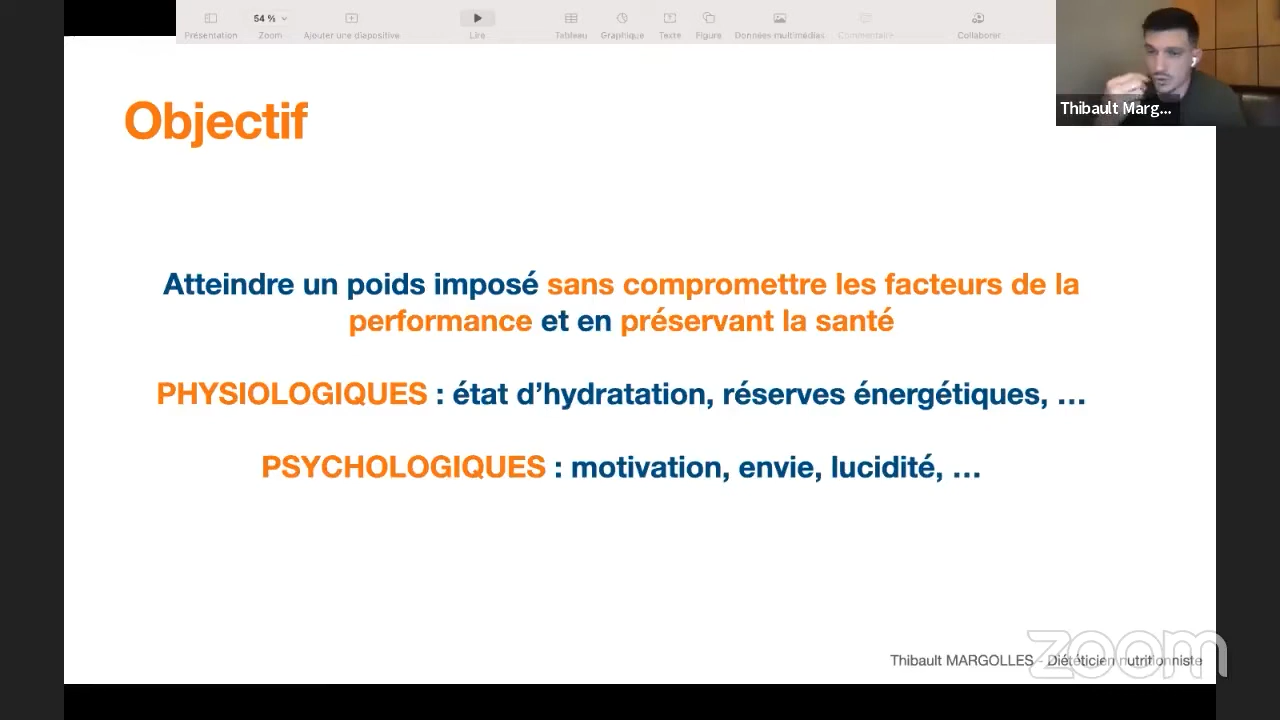 54 %
Présentation Zoom Ajouter une diapositive Lire Tableau Graphique Texte Figure Données multimédias Commentaire Collaborer
Thibault Marg...
Objectif
Atteindre un poids imposé sans compromettre les facteurs de la
performance et en préservant la santé
PHYSIOLOGIQUES : état d’hydratation, réserves énergétiques, …
PSYCHOLOGIQUES : motivation, envie, lucidité, …
Thibault MARGOLLES - Diététicien nutritionniste
zoom